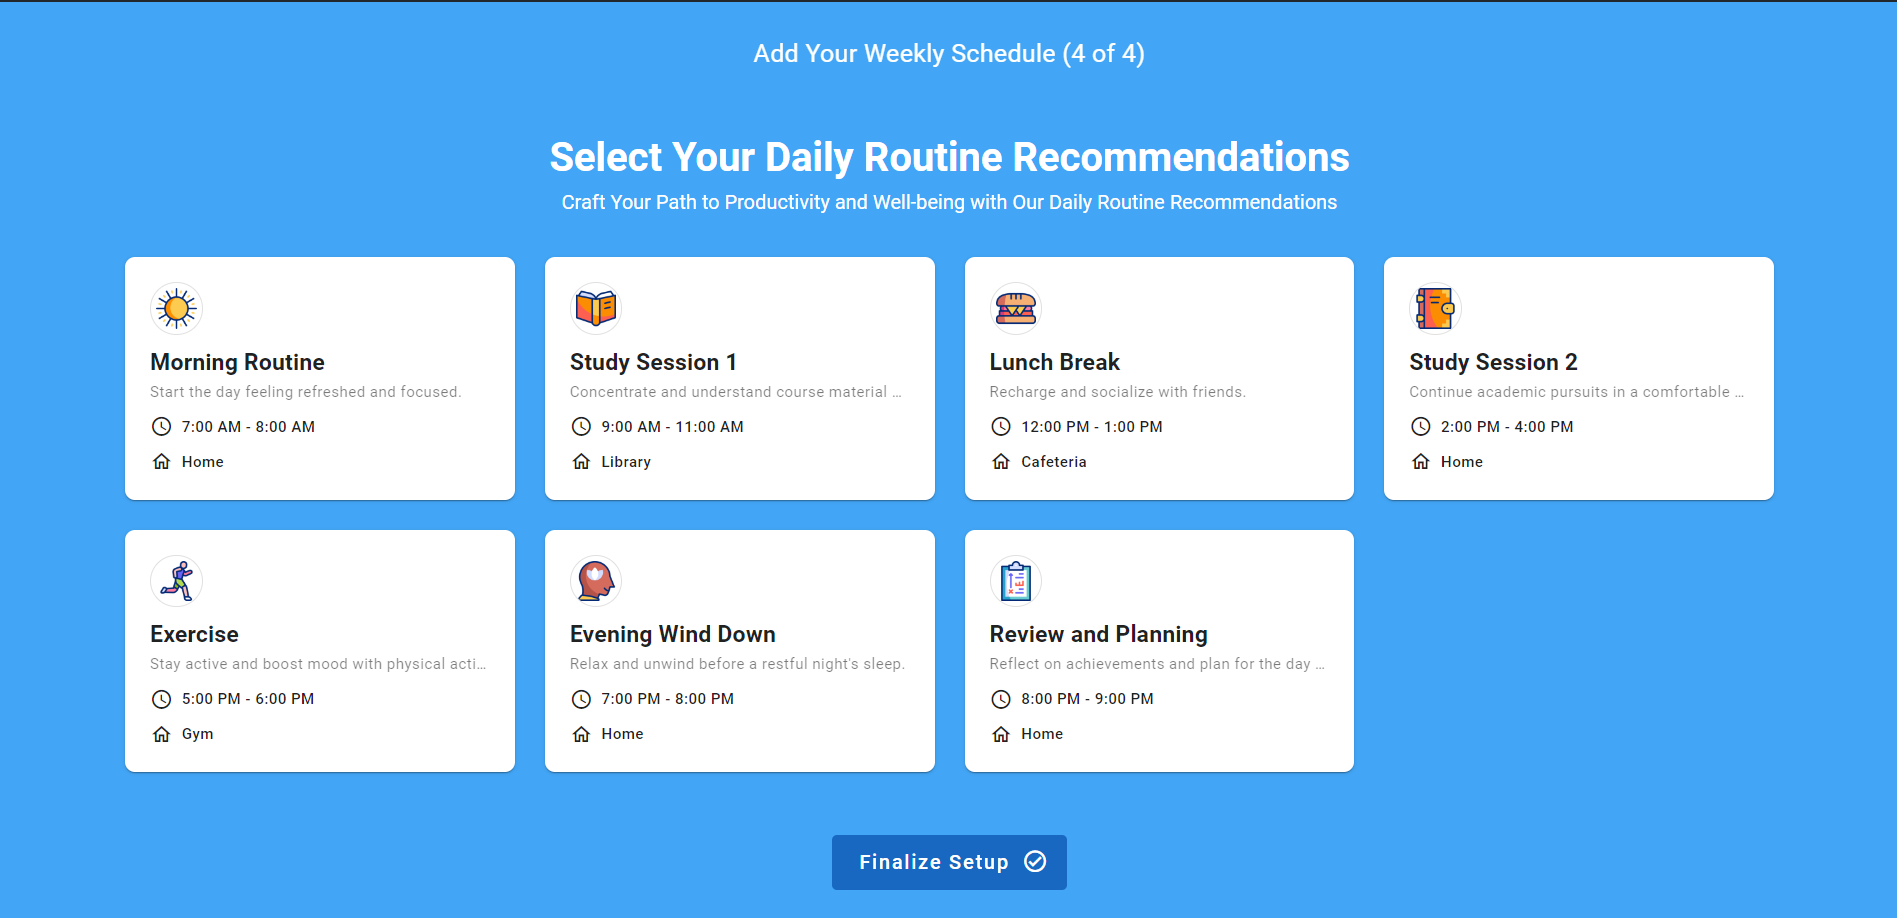 Add Your Weekly Schedule (4 of 4)
Select Your Daily Routine Recommendations
Craft Your Path to Productivity and Well-being with Our Daily Routine Recommendations
Morning Routine
Start the day feeling refreshed and focused.
7:00 AM - 8:00 AM
Home
Study Session 1
Concentrate and understand course material ...
9:00 AM - 11:00 AM
Library
Lunch Break
Recharge and socialize with friends.
12:00 PM - 1:00 PM
Cafeteria
Study Session 2
Continue academic pursuits in a comfortable ...
2:00 PM - 4:00 PM
Home
Exercise
Stay active and boost mood with physical acti...
5:00 PM - 6:00 PM
Gym
Evening Wind Down
Relax and unwind before a restful night's sleep.
7:00 PM - 8:00 PM
Home
Review and Planning
Reflect on achievements and plan for the day ...
8:00 PM - 9:00 PM
Home
Finalize Setup